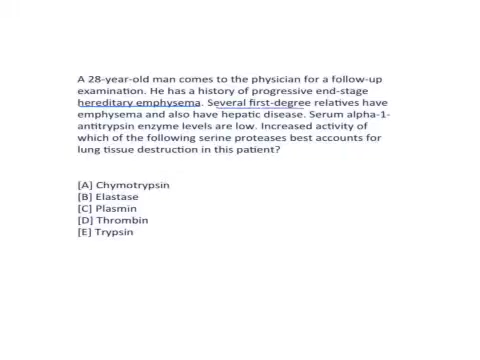 A 28-year-old man comes to the physician for a follow-up
examination. He has a history of progressive end-stage
hereditary emphysema. Several first-degree relatives have
emphysema and also have hepatic disease. Serum alpha-1-
antitrypsin enzyme levels are low. Increased activity of
which of the following serine proteases best accounts for
lung tissue destruction in this patient?
[A] Chymotrypsin
[B] Elastase
[C] Plasmin
[D] Thrombin
[E] Trypsin